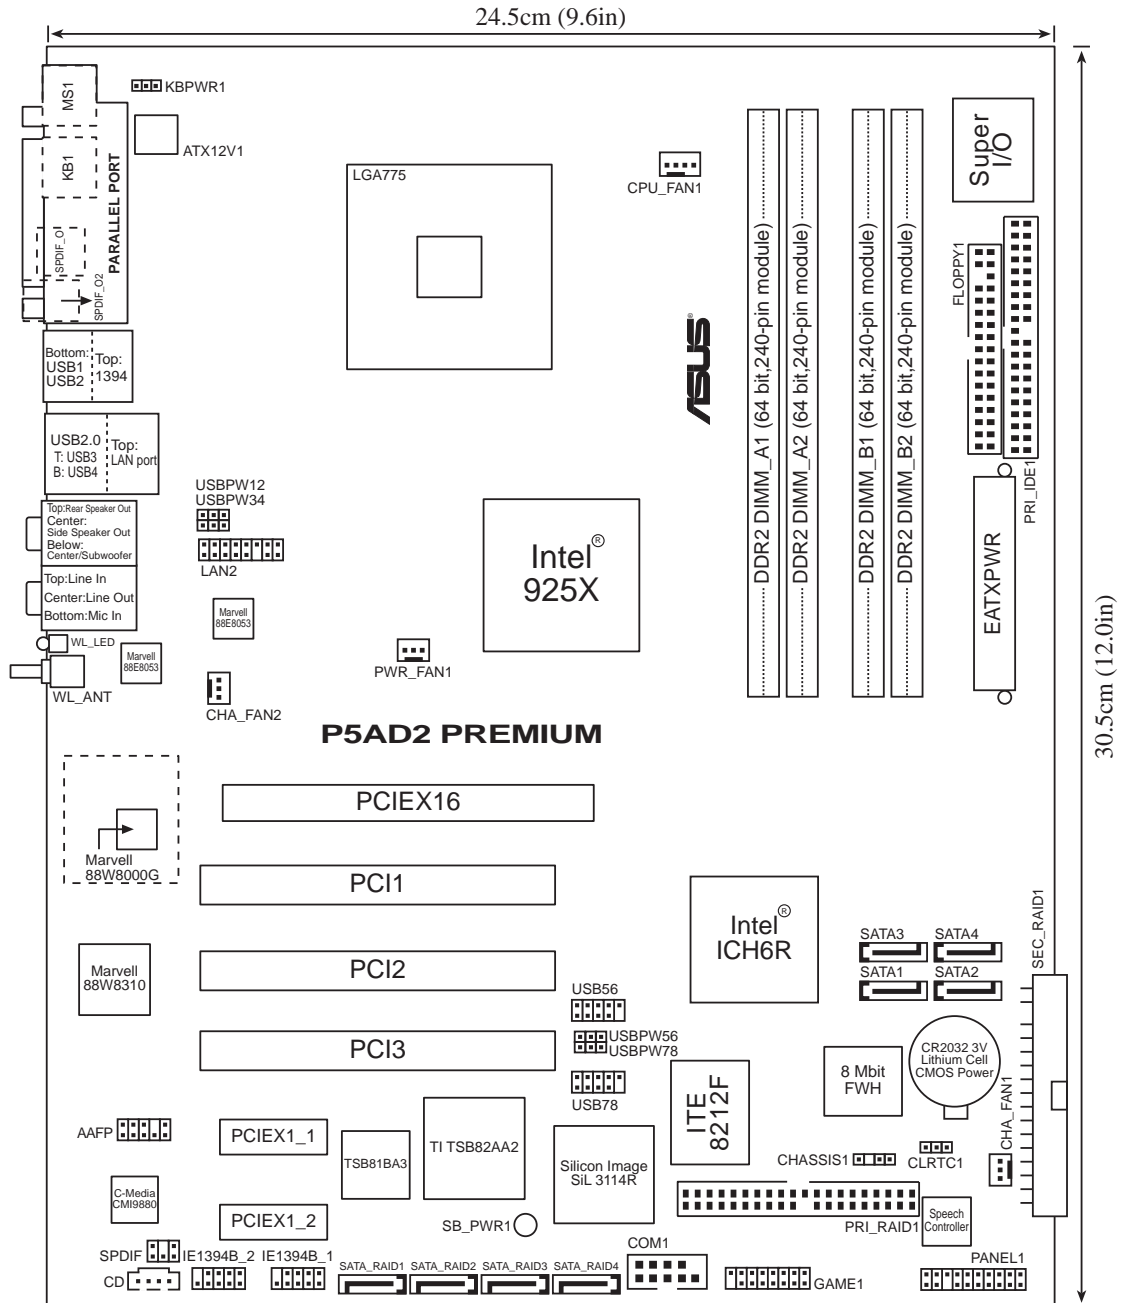 24.5cm (9.6in)
KBPWR1
MS1
ATX12V1
KB1
PARALLEL PORT
SPDIF_O1
SPDIF_O2
LGA775
CPU_FAN1
Super
I/O
FLOPPY1
PRI_IDE1
DDR2 DIMM_A1 (64 bit,240-pin module)
DDR2 DIMM_A2 (64 bit,240-pin module)
DDR2 DIMM_B1 (64 bit,240-pin module)
DDR2 DIMM_B2 (64 bit,240-pin module)
ASUS®
Bottom:
USB1
USB2
Top:
1394
USB2.0
T: USB3
B: USB4
Top:
LAN port
USBPW12
USBPW34
LAN2
Top:Rear Speaker Out
Center:
Side Speaker Out
Below:
Center/Subwoofer
Top:Line In
Center:Line Out
Bottom:Mic In
Intel®
925X
EATXPWR
30.5cm (12.0in)
Marvell
88E8053
WL_LED
Marvell
88E8053
WL_ANT
PWR_FAN1
CHA_FAN2
P5AD2 PREMIUM
PCIEX16
Marvell
88W8000G
PCI1
Intel®
ICH6R
SATA3
SATA4
SATA1
SATA2
SEC_RAID1
Marvell
88W8310
PCI2
USB56
USBPW56
USBPW78
PCI3
USB78
ITE
8212F
8 Mbit
FWH
CR2032 3V
Lithium Cell
CMOS Power
CHA_FAN1
AAFP
PCIEX1_1
TSB81BA3
TI TSB82AA2
Silicon Image
SiL 3114R
CHASSIS1
CLRTC1
C-Media
CMI9880
PCIEX1_2
SB_PWR1
PRI_RAID1
Speech
Controller
SPDIF
IE1394B_2
IE1394B_1
SATA_RAID1
SATA_RAID2
SATA_RAID3
SATA_RAID4
COM1
GAME1
PANEL1
CD